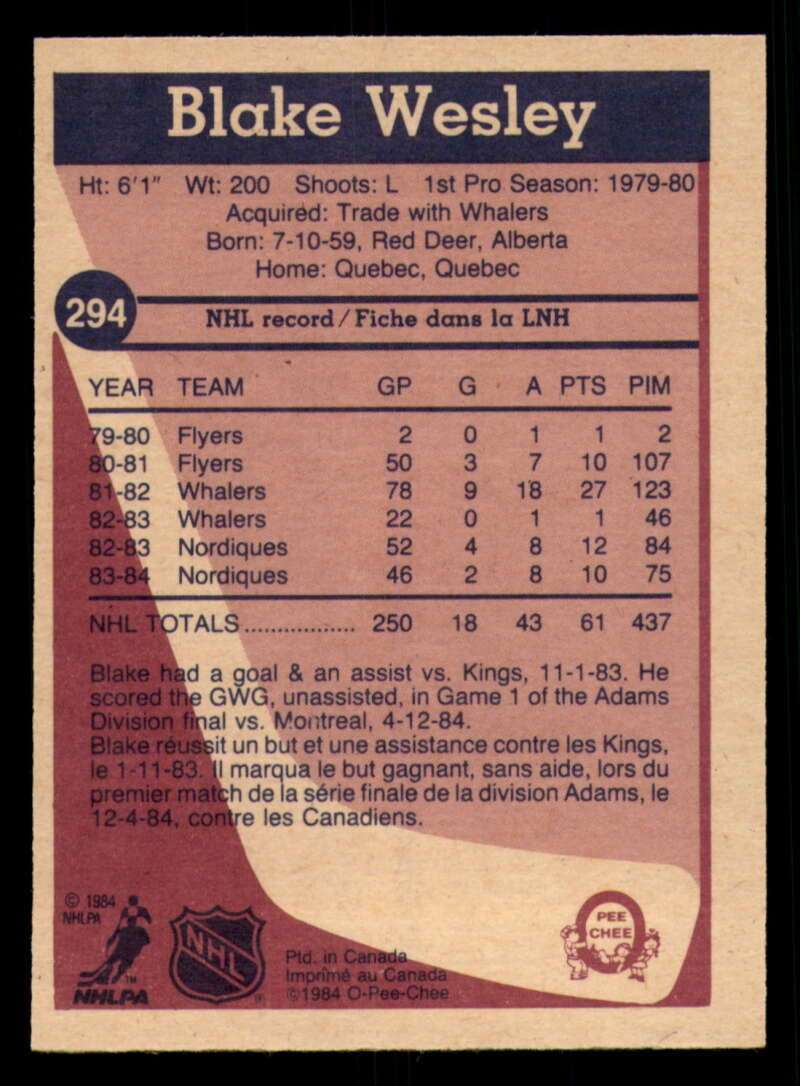 Blake Wesley
Ht: 6'1" Wt: 200 Shoots: L 1st Pro Season: 1979-80
Acquired: Trade with Whalers
Born: 7-10-59, Red Deer, Alberta
Home: Quebec, Quebec
294
NHL record/Fiche dans la LNH
YEAR TEAM GP G A PTS PIM
79-80 Flyers 2 0 1 1 2
80-81 Flyers 50 3 7 10 107
81-82 Whalers 78 9 18 27 123
82-83 Whalers 22 0 1 1 46
82-83 Nordiques 52 4 8 12 84
83-84 Nordiques 46 2 8 10 75
NHL TOTALS................. 250 18 43 61 437
Blake had a goal & an assist vs. Kings, 11-1-83. He
scored the GWG, unassisted, in Game 1 of the Adams
Division final vs. Montreal, 4-12-84.
Blake réussit un but et une assistance contre les Kings,
le 1-11-83. Il marqua le but gagnant, sans aide, lors du
premier match de la série finale de la division Adams, le
12-4-84, contre les Canadiens.
© 1984
NHLPA
TM
NHLPA
NHL
®
Ptd. in Canada
Imprimé au Canada
©1984 O-Pee-Chee
PEE
CHEE